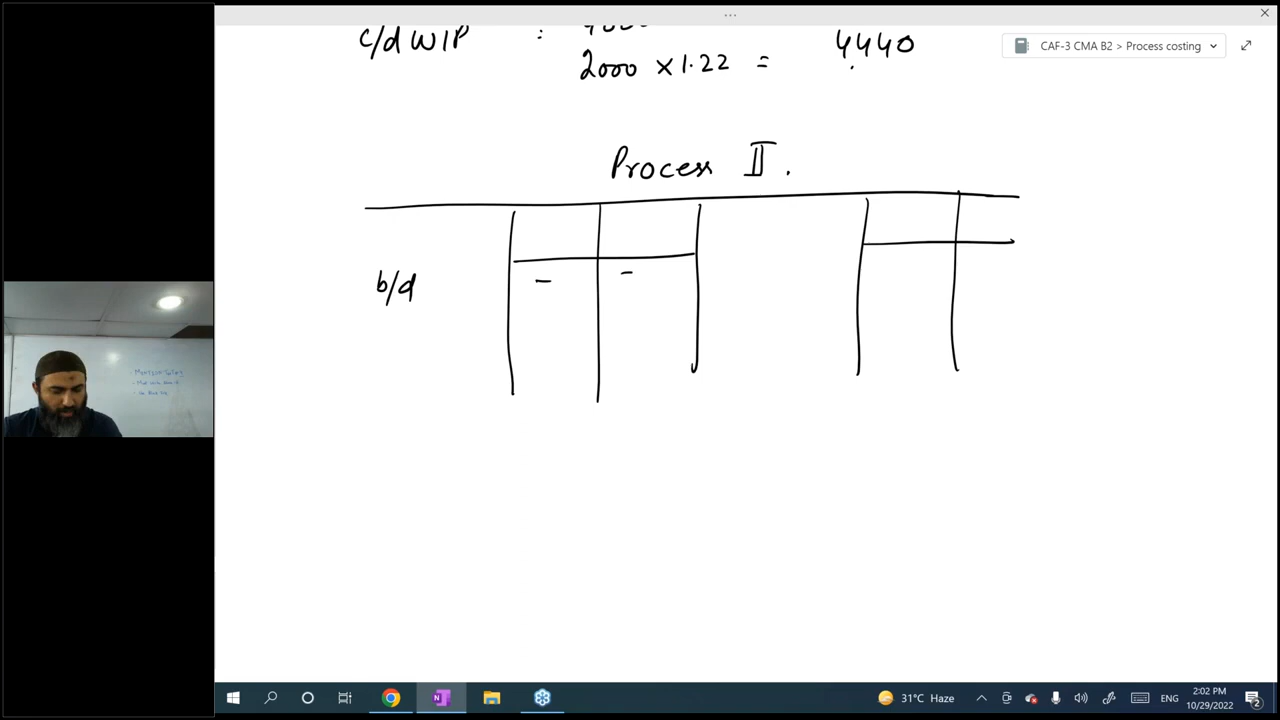 CAF-3 CMA B2 > Process costing
c/d WIP : 4440
2000 × 1.22 =
Process II.
b/d - -
31°C Haze
ENG
2:02 PM
10/29/2022
2